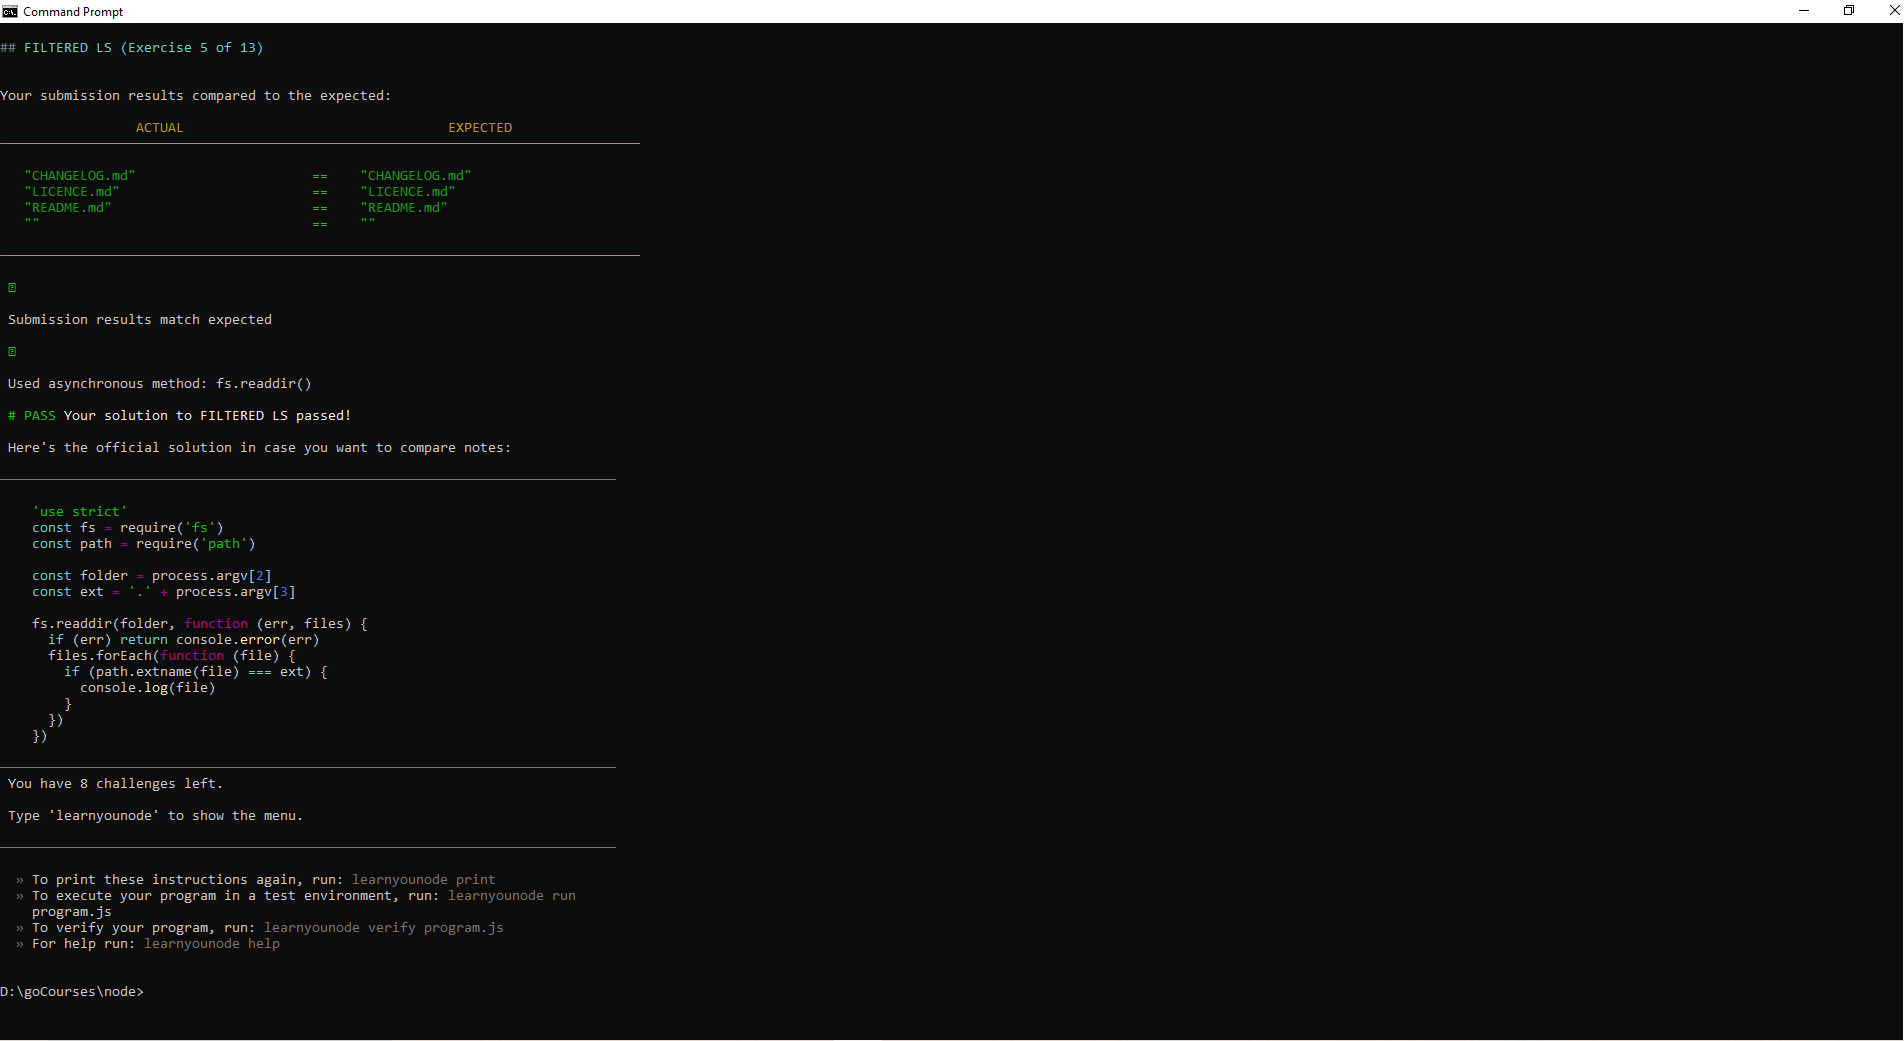 Command Prompt
## FILTERED LS (Exercise 5 of 13)
Your submission results compared to the expected:
ACTUAL EXPECTED
"CHANGELOG.md" == "CHANGELOG.md"
"LICENCE.md" == "LICENCE.md"
"README.md" == "README.md"
"" == ""
Submission results match expected
Used asynchronous method: fs.readdir()
# PASS Your solution to FILTERED LS passed!
Here's the official solution in case you want to compare notes:
'use strict'
const fs = require('fs')
const path = require('path')
const folder = process.argv[2]
const ext = '.' + process.argv[3]
fs.readdir(folder, function (err, files) {
if (err) return console.error(err)
files.forEach(function (file) {
if (path.extname(file) === ext) {
console.log(file)
}
})
})
You have 8 challenges left.
Type 'learnyounode' to show the menu.
» To print these instructions again, run: learnyounode print
» To execute your program in a test environment, run: learnyounode run
program.js
» To verify your program, run: learnyounode verify program.js
» For help run: learnyounode help
D:\goCourses\node>